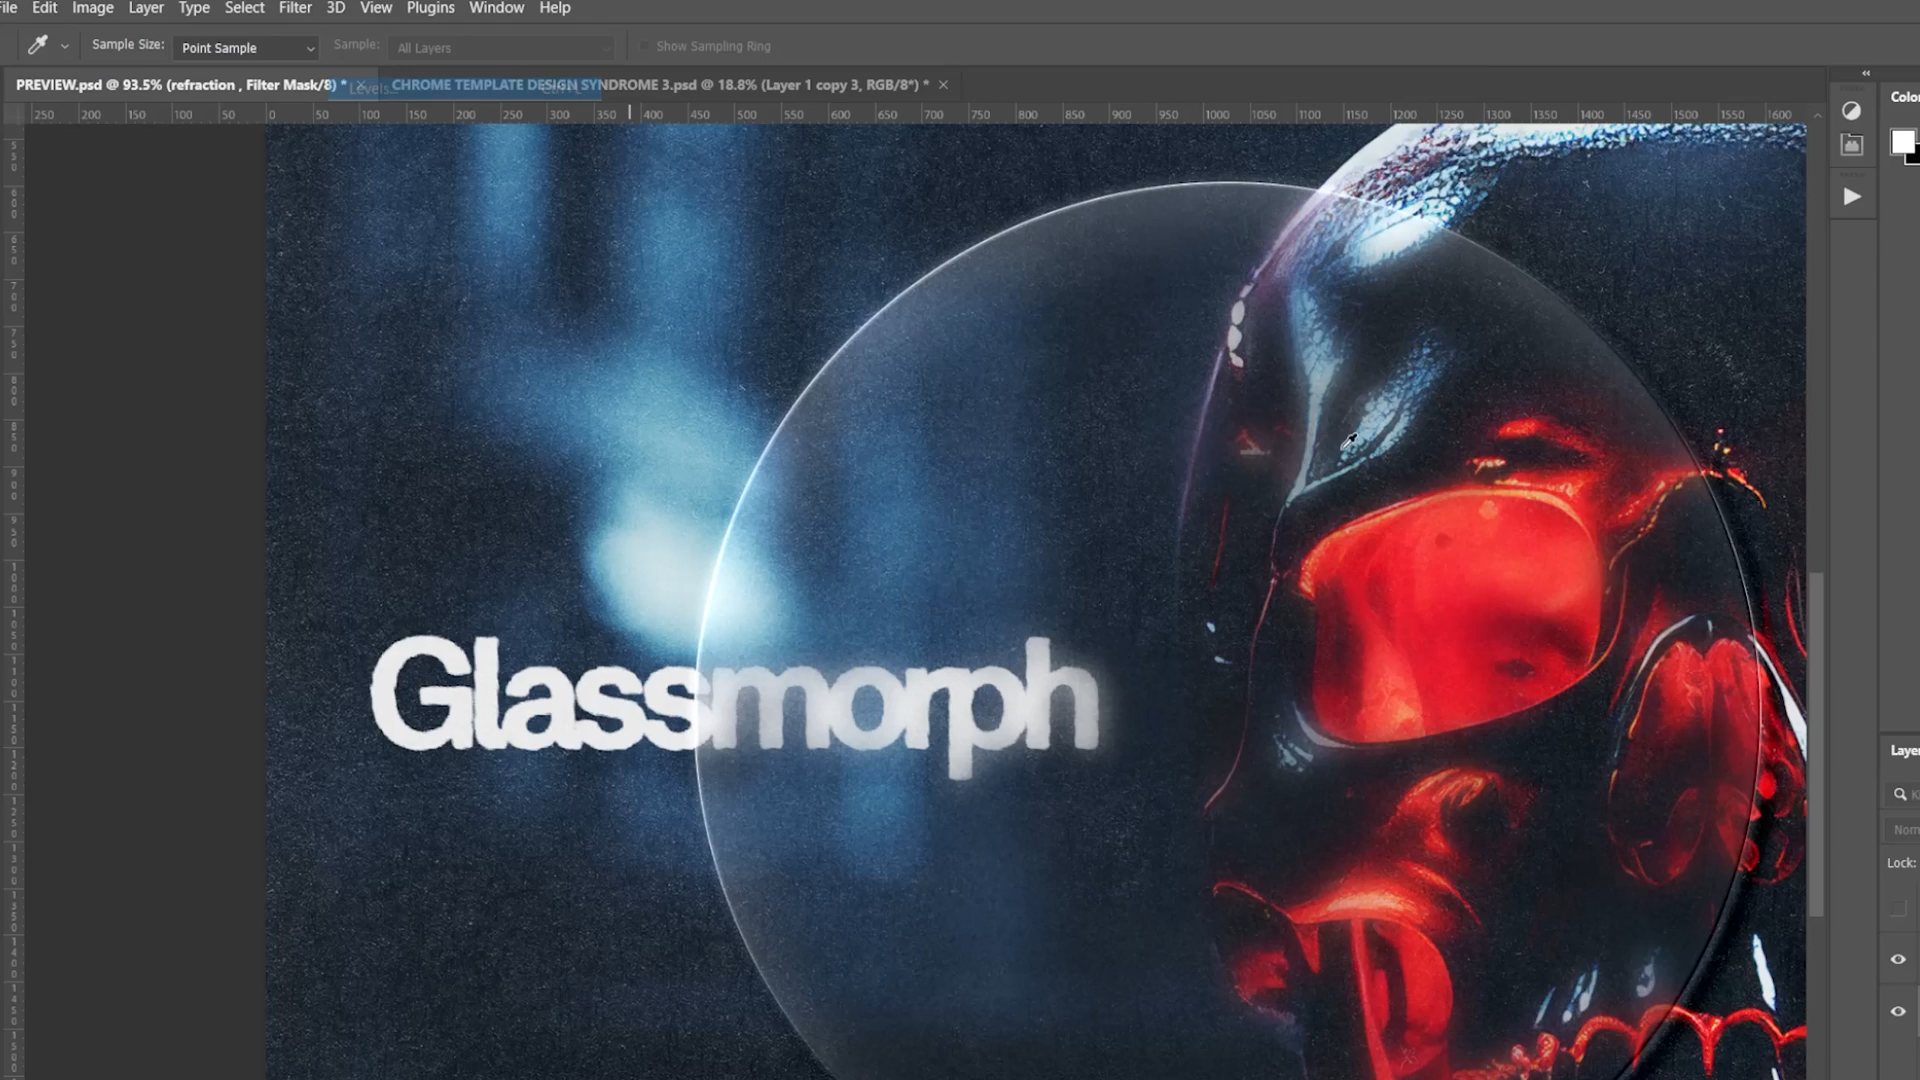 File Edit Image Layer Type Select Filter 3D View Plugins Window Help
Sample Size: Point Sample Sample: All Layers Show Sampling Ring
PREVIEW.psd @ 93.5% (refraction , Filter Mask/8) * Levels... CHROME TEMPLATE DESIGN SYNDROME 3.psd @ 18.8% (Layer 1 copy 3, RGB/8*) * ×
250 200 150 100 50 0 50 100 150 200 250 300 350 400 450 500 550 600 650 700 750 800 850 900 950 1000 1050 1100 1150 1200 1250 1300 1350 1400 1450 1500 1550 1600
Colo
Glassmorph
Laye
Norm
Lock: